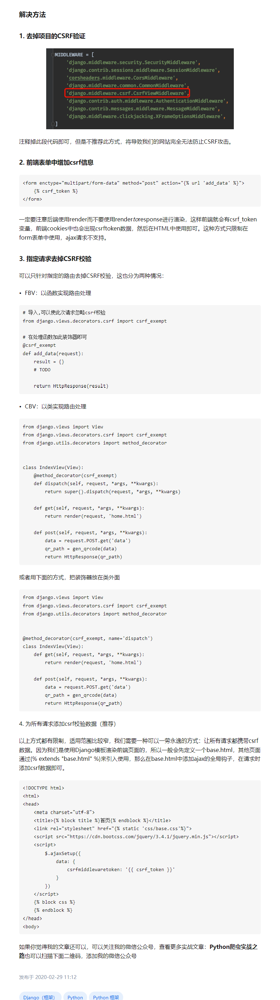 解决方法
1. 去掉项目的CSRF验证
MIDDLEWARE = [
    'django.middleware.security.SecurityMiddleware',
    'django.contrib.sessions.middleware.SessionMiddleware',
    'corsheaders.middleware.CorsMiddleware',
    'django.middleware.common.CommonMiddleware',
    'django.middleware.csrf.CsrfViewMiddleware',
    'django.contrib.auth.middleware.AuthenticationMiddleware',
    'django.contrib.messages.middleware.MessageMiddleware',
    'django.middleware.clickjacking.XFrameOptionsMiddleware',
]
注释掉此段代码即可，但是不推荐此方式，将导致我们的网站完全无法防止CSRF攻击。
2. 前端表单中增加csrf信息
<form enctype="multipart/form-data" method="post" action="{% url 'add_data' %}">
    {% csrf_token %}
</form>
一定要注意后端使用render而不要使用rendertoresponse进行渲染，这样前端就会有csrf_token
变量，前端cookies中也会出现csrftoken数据，然后在HTML中使用即可。这种方式只限制在
form表单中使用，ajax请求不支持。
3. 指定请求去掉CSRF校验
可以只针对指定的路由去掉CSRF校验，这也分为两种情况：
• FBV：以函数实现路由处理
# 导入,可以使此次请求忽略csrf校验
from django.views.decorators.csrf import csrf_exempt
# 在处理函数加此装饰器即可
@csrf_exempt
def add_data(request):
    result = {}
    # TODO
    return HttpResponse(result)
• CBV：以类实现路由处理
from django.views import View
from django.views.decorators.csrf import csrf_exempt
from django.utils.decorators import method_decorator
class IndexView(View):
    @method_decorator(csrf_exempt)
    def dispatch(self, request, *args, **kwargs):
        return super().dispatch(request, *args, **kwargs)
    def get(self, request, *args, **kwargs):
        return render(request, 'home.html')
    def post(self, request, *args, **kwargs):
        data = request.POST.get('data')
        qr_path = gen_qrcode(data)
        return HttpResponse(qr_path)
或者用下面的方式，把装饰器放在类外面
from django.views import View
from django.views.decorators.csrf import csrf_exempt
from django.utils.decorators import method_decorator
@method_decorator(csrf_exempt, name='dispatch')
class IndexView(View):
    def get(self, request, *args, **kwargs):
        return render(request, 'home.html')
    def post(self, request, *args, **kwargs):
        data = request.POST.get('data')
        qr_path = gen_qrcode(data)
        return HttpResponse(qr_path)
4. 为所有请求添加csrf校验数据（推荐）
以上方式都有限制，适用范围比较窄，我们需要一种可以一劳永逸的方式：让所有请求都携带csrf
数据。因为我们是使用Django模板渲染前端页面的，所以一般会先定义一个base.html，其他页面
通过{% extends "base.html" %}来引入使用，那么在base.html中添加ajax的全局钩子，在请求时
添加csrf数据即可。
<!DOCTYPE html>
<html>
<head>
    <meta charset="utf-8">
    <title>{% block title %}首页{% endblock %}</title>
    <link rel="stylesheet" href="{% static 'css/base.css'%}">
    <script src="https://cdn.bootcss.com/jquery/3.4.1/jquery.min.js"></script>
    <script>
        $.ajaxSetup({
            data: {
                csrfmiddlewaretoken: '{{ csrf_token }}'
            }
        })
    </script>
    {% block css %}
    {% endblock %}
</head>
<body>
如果你觉得我的文章还可以，可以关注我的微信公众号，查看更多实战文章：Python爬虫实战之
路也可以扫描下面二维码，添加我的微信公众号
发布于 2020-02-29 11:12
Django（框架） Python Python 框架